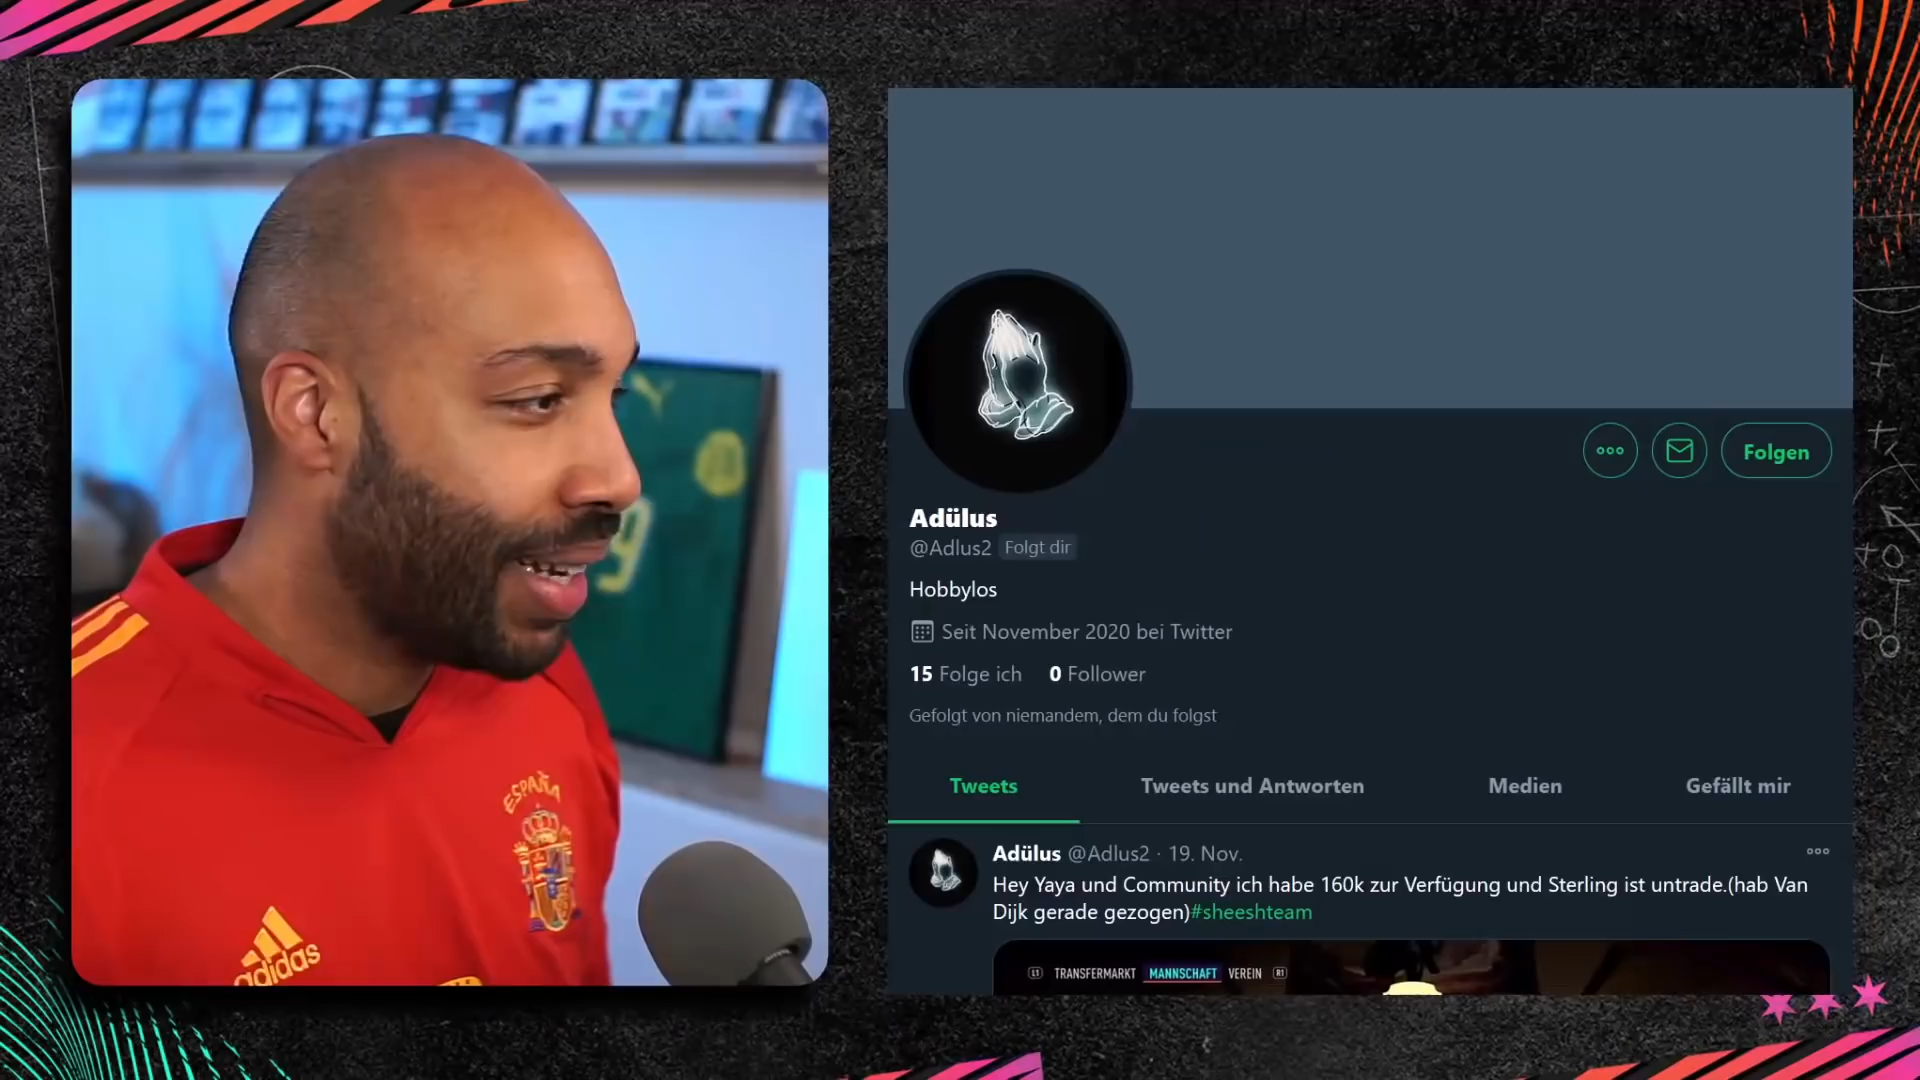 ESPAÑA
adidas
9
Folgen
Adülus
@Adlus2 Folgt dir
Hobbylos
Seit November 2020 bei Twitter
15 Folge ich 0 Follower
Gefolgt von niemandem, dem du folgst
Tweets Tweets und Antworten Medien Gefällt mir
Adülus @Adlus2 · 19. Nov.
Hey Yaya und Community ich habe 160k zur Verfügung und Sterling ist untrade.(hab Van
Dijk gerade gezogen)#sheeshteam
L1 TRANSFERMARKT MANNSCHAFT VEREIN R1